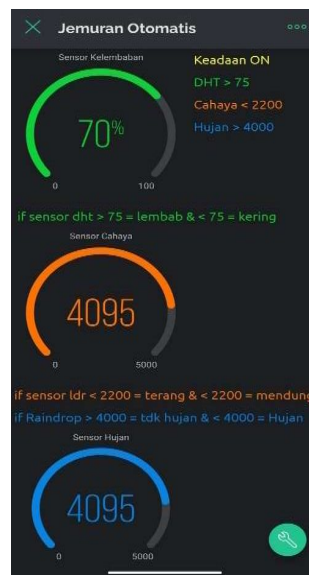 Jemuran Otomatis
Sensor Kelembaban
Keadaan ON
DHT > 75
Cahaya < 2200
Hujan > 4000
70%
0 100
if sensor dht > 75 = lembab & < 75 = kering
Sensor Cahaya
4095
0 5000
if sensor ldr < 2200 = terang & < 2200 = mendung
if Raindrop > 4000 = tdk hujan & < 4000 = Hujan
Sensor Hujan
4095
0 5000